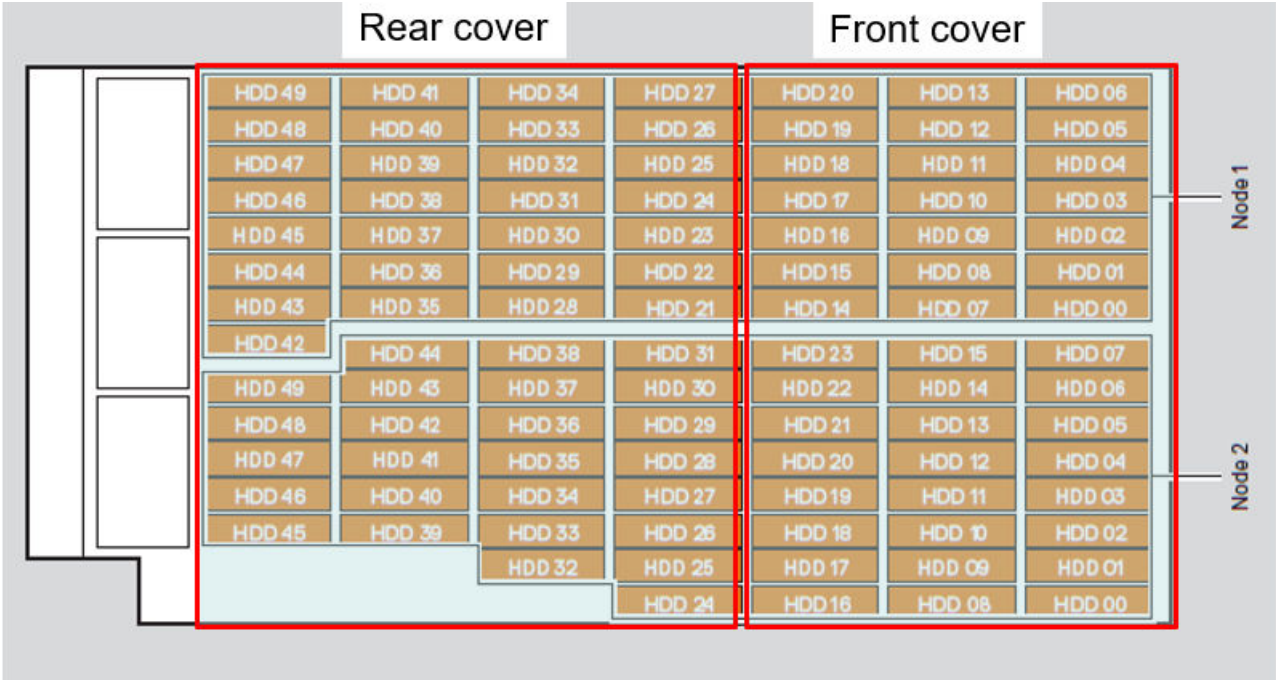 Rear cover Front cover
HDD 49 HDD 41 HDD 34 HDD 27 HDD 20 HDD 13 HDD 06
HDD 48 HDD 40 HDD 33 HDD 26 HDD 19 HDD 12 HDD 05
HDD 47 HDD 39 HDD 32 HDD 25 HDD 18 HDD 11 HDD 04
HDD 46 HDD 38 HDD 31 HDD 24 HDD 17 HDD 10 HDD 03
HDD 45 HDD 37 HDD 30 HDD 23 HDD 16 HDD 09 HDD 02
HDD 44 HDD 36 HDD 29 HDD 22 HDD 15 HDD 08 HDD 01
HDD 43 HDD 35 HDD 28 HDD 21 HDD 14 HDD 07 HDD 00
HDD 42
Node 1
HDD 44 HDD 38 HDD 31 HDD 23 HDD 15 HDD 07
HDD 49 HDD 43 HDD 37 HDD 30 HDD 22 HDD 14 HDD 06
HDD 48 HDD 42 HDD 36 HDD 29 HDD 21 HDD 13 HDD 05
HDD 47 HDD 41 HDD 35 HDD 28 HDD 20 HDD 12 HDD 04
HDD 46 HDD 40 HDD 34 HDD 27 HDD 19 HDD 11 HDD 03
HDD 45 HDD 39 HDD 33 HDD 26 HDD 18 HDD 10 HDD 02
HDD 32 HDD 25 HDD 17 HDD 09 HDD 01
HDD 24 HDD 16 HDD 08 HDD 00
Node 2